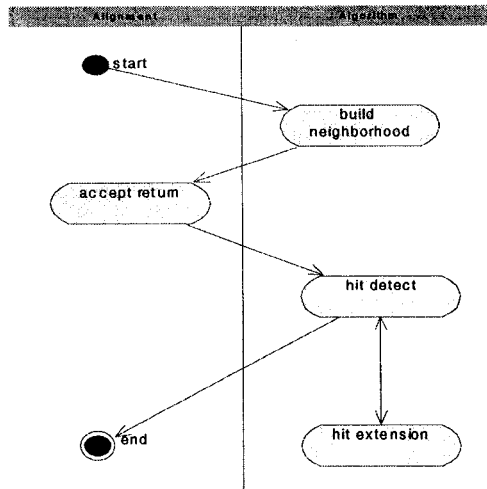 Alignment
Algorithm
start
build
neighborhood
accept return
hit detect
end
hit extension